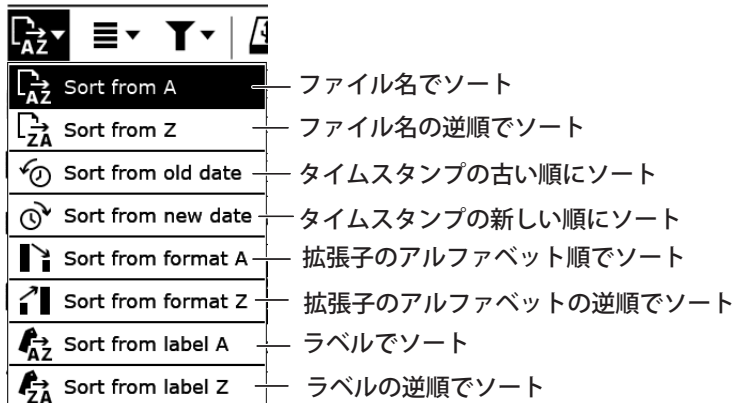 AZ
AZ Sort from A ファイル名でソート
ZA Sort from Z ファイル名の逆順でソート
Sort from old date タイムスタンプの古い順にソート
Sort from new date タイムスタンプの新しい順にソート
Sort from format A 拡張子のアルファベット順でソート
Sort from format Z 拡張子のアルファベットの逆順でソート
AZ Sort from label A ラベルでソート
ZA Sort from label Z ラベルの逆順でソート